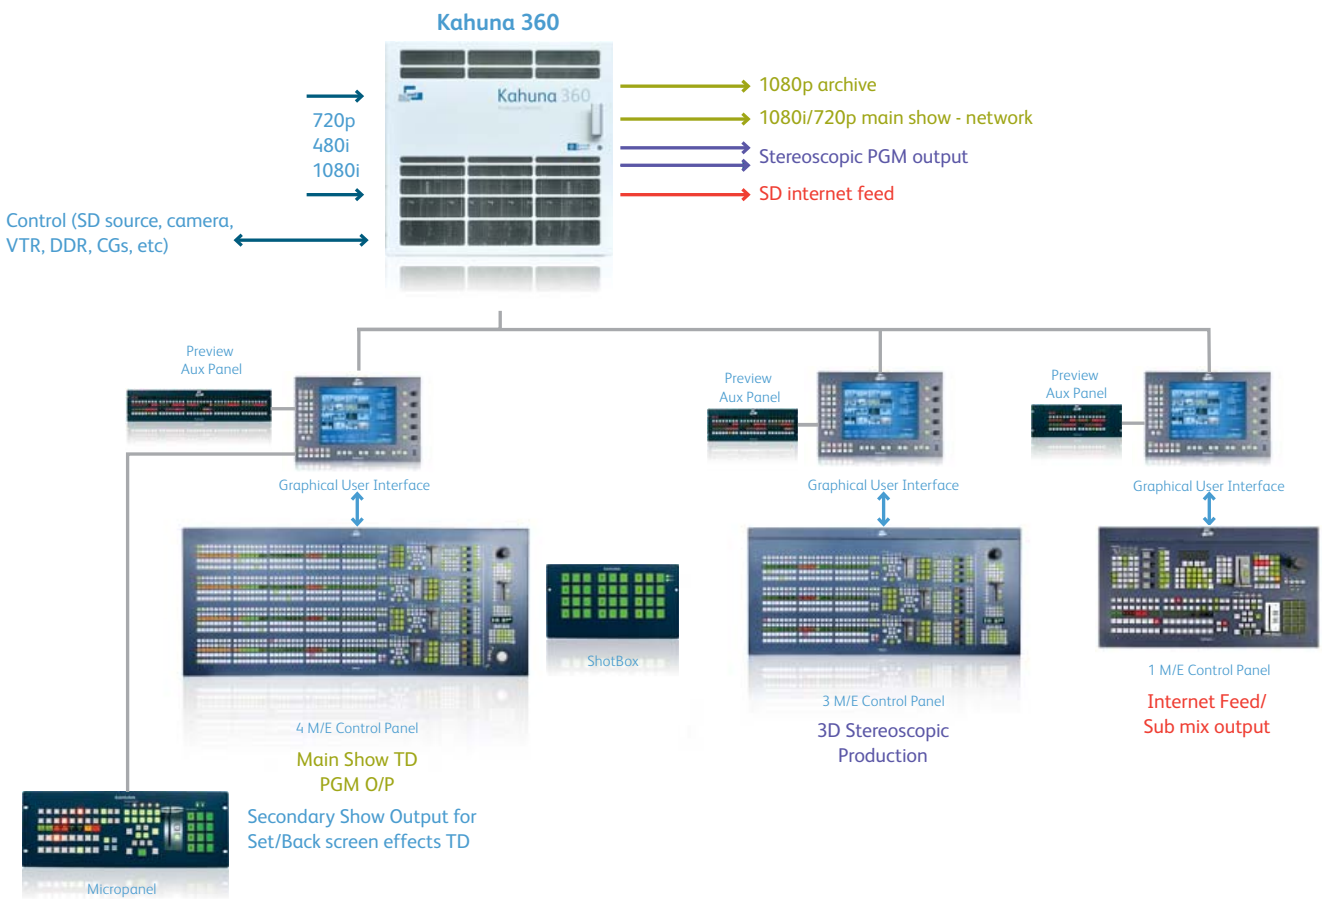 Kahuna 360
Kahuna 360
720p
480i
1080i
Control (SD source, camera,
VTR, DDR, CGs, etc)
1080p archive
1080i/720p main show - network
Stereoscopic PGM output
SD internet feed
Preview
Aux Panel
Graphical User Interface
Preview
Aux Panel
Graphical User Interface
Preview
Aux Panel
Graphical User Interface
ShotBox
4 M/E Control Panel
Main Show TD
PGM O/P
Secondary Show Output for
Set/Back screen effects TD
Micropanel
3 M/E Control Panel
3D Stereoscopic
Production
1 M/E Control Panel
Internet Feed/
Sub mix output